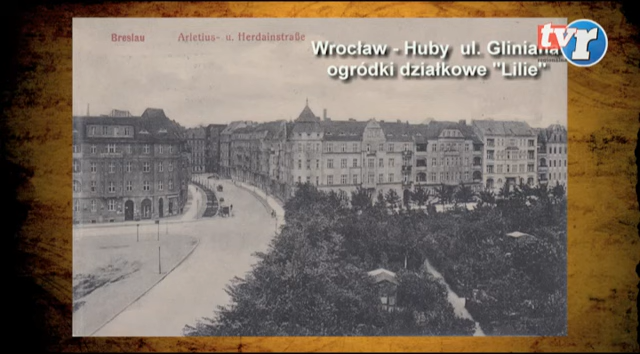 Breslau Arletius- u. Herdainstraße
Wrocław - Huby ul. Gliniana
ogródki działkowe "Lilie"
tvr